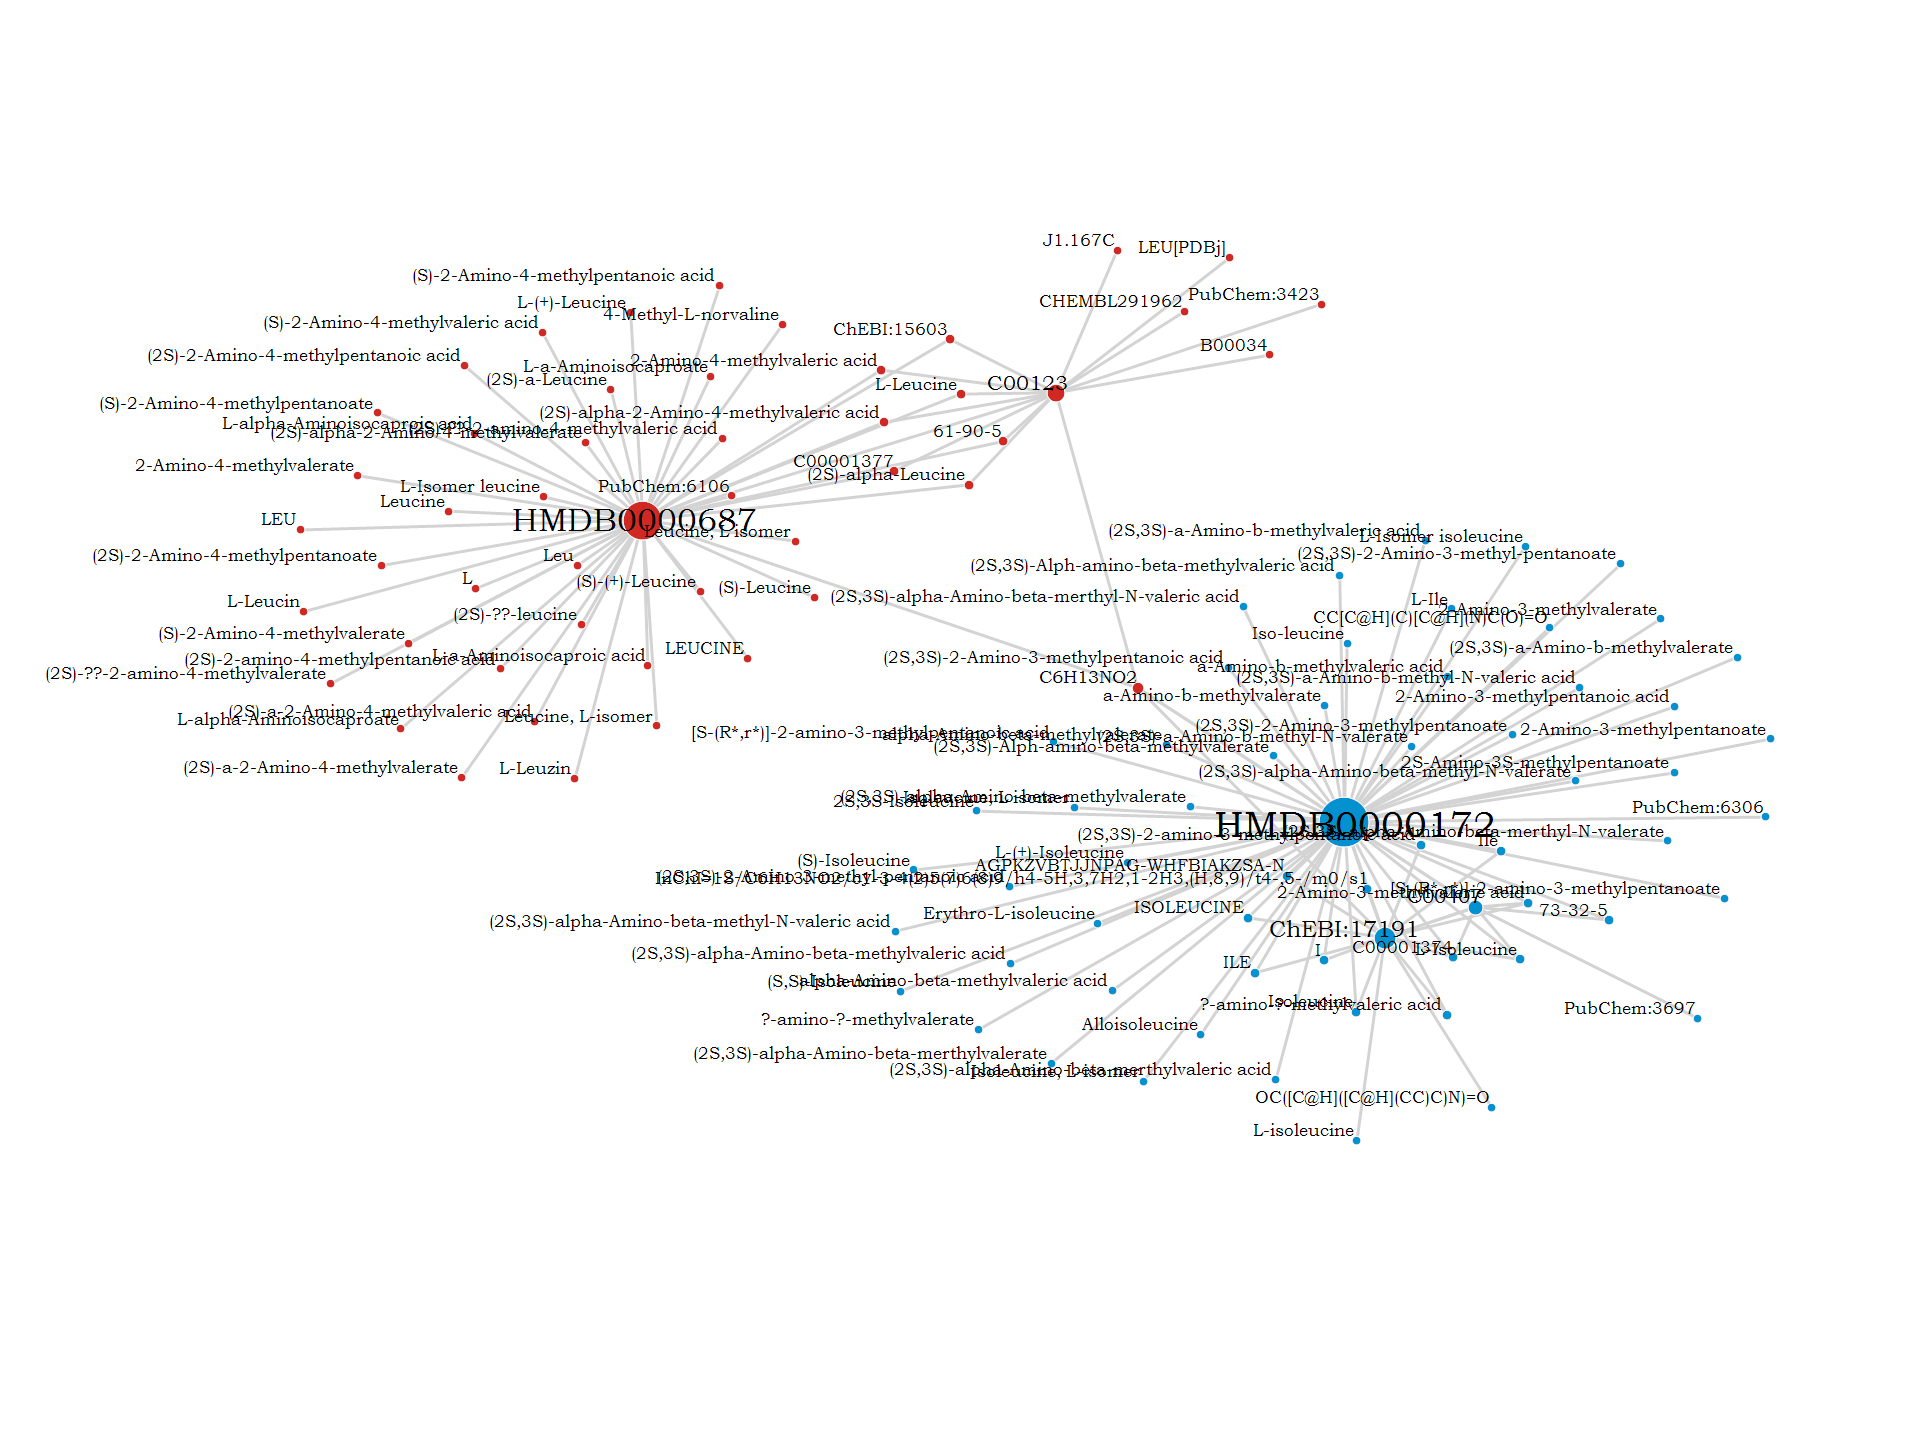 J1.167C
LEU[PDBj]
(S)-2-Amino-4-methylpentanoic acid
CHEMBL291962
PubChem:3423
L-(+)-Leucine
4-Methyl-L-norvaline
(S)-2-Amino-4-methylvaleric acid
ChEBI:15603
B00034
(2S)-2-Amino-4-methylpentanoic acid
L-a-Aminoisocaproate
2-Amino-4-methylvaleric acid
(2S)-a-Leucine
L-Leucine
C00123
(S)-2-Amino-4-methylpentanoate
(2S)-alpha-2-Amino-4-methylvaleric acid
L-alpha-Aminoisocaproic acid
(2S)-alpha-2-Amino-4-methylvalerate
61-90-5
2-Amino-4-methylvalerate
C00001377
(2S)-alpha-Leucine
L-Isomer leucine
PubChem:6106
Leucine
LEU
HMDB0000687
Leucine, L isomer
(2S,3S)-a-Amino-b-methylvaleric acid
L-Isomer isoleucine
(2S)-2-Amino-4-methylpentanoate
Leu
(2S,3S)-2-Amino-3-methyl-pentanoate
(2S,3S)-Alph-amino-beta-methylvaleric acid
L
(S)-(+)-Leucine
(S)-Leucine
(2S,3S)-alpha-Amino-beta-merthyl-N-valeric acid
L-Leucin
L-Ile
2-Amino-3-methylvalerate
(2S)-??-leucine
CC[C@H](C)[C@H](N)C(O)=O
(S)-2-Amino-4-methylvalerate
Iso-leucine
LEUCINE
(2S,3S)-a-Amino-b-methylvalerate
(2S)-2-amino-4-methylpentanoic acid
L-a-Aminoisocaproic acid
(2S,3S)-2-Amino-3-methylpentanoic acid
(2S)-??-2-amino-4-methylvalerate
a-Amino-b-methylvaleric acid
C6H13NO2
(2S,3S)-a-Amino-b-methyl-N-valeric acid
a-Amino-b-methylvalerate
2-Amino-3-methylpentanoic acid
(2S)-a-2-Amino-4-methylvaleric acid
L-alpha-Aminoisocaproate
Leucine, L-isomer
[S-(R*,r*)]-2-amino-3-methylpentanoic acid
alpha-Amino-beta-methylvalerate
(2S,3S)-a-Amino-b-methyl-N-valerate
(2S,3S)-2-Amino-3-methylpentanoate
2-Amino-3-methylpentanoate
(2S,3S)-Alph-amino-beta-methylvalerate
(2S)-a-2-Amino-4-methylvalerate
L-Leuzin
(2S,3S)-alpha-Amino-beta-methyl-N-valerate
2S-Amino-3S-methylpentanoate
2S,3S-Isoleucine
Isoleucine, L isomer
(2S,3S)-alpha-Amino-beta-methylvalerate
PubChem:6306
HMDB0000172
(2S,3S)-2-amino-3-methylpentanoic acid
(2S,3S)-alpha-Amino-beta-merthyl-N-valerate
Ile
(S)-Isoleucine
L-(+)-Isoleucine
AGPKZVBTJJNPAG-WHFBIAKZSA-N
InChI=1S/C6H13NO2/c1-3-4(2)5(7)6(8)9/h4-5H,3,7H2,1-2H3,(H,8,9)/t4-,5-/m0/s1
2-Amino-3-methylvaleric acid
[S-(R*,r*)]-2-amino-3-methylpentanoate
C00407
(2S,3S)-alpha-Amino-beta-methyl-N-valeric acid
Erythro-L-isoleucine
ISOLEUCINE
73-32-5
ChEBI:17191
(2S,3S)-alpha-Amino-beta-methylvaleric acid
ILE
I
C00001374
L-Isoleucine
(S,S)-Isoleucine
alpha-Amino-beta-methylvaleric acid
Isoleucine
?-amino-?-methylvaleric acid
PubChem:3697
?-amino-?-methylvalerate
Alloisoleucine
(2S,3S)-alpha-Amino-beta-merthylvalerate
Isoleucine, L-isomer
(2S,3S)-alpha-Amino-beta-merthylvaleric acid
OC([C@H]([C@H](CC)C)N)=O
L-isoleucine